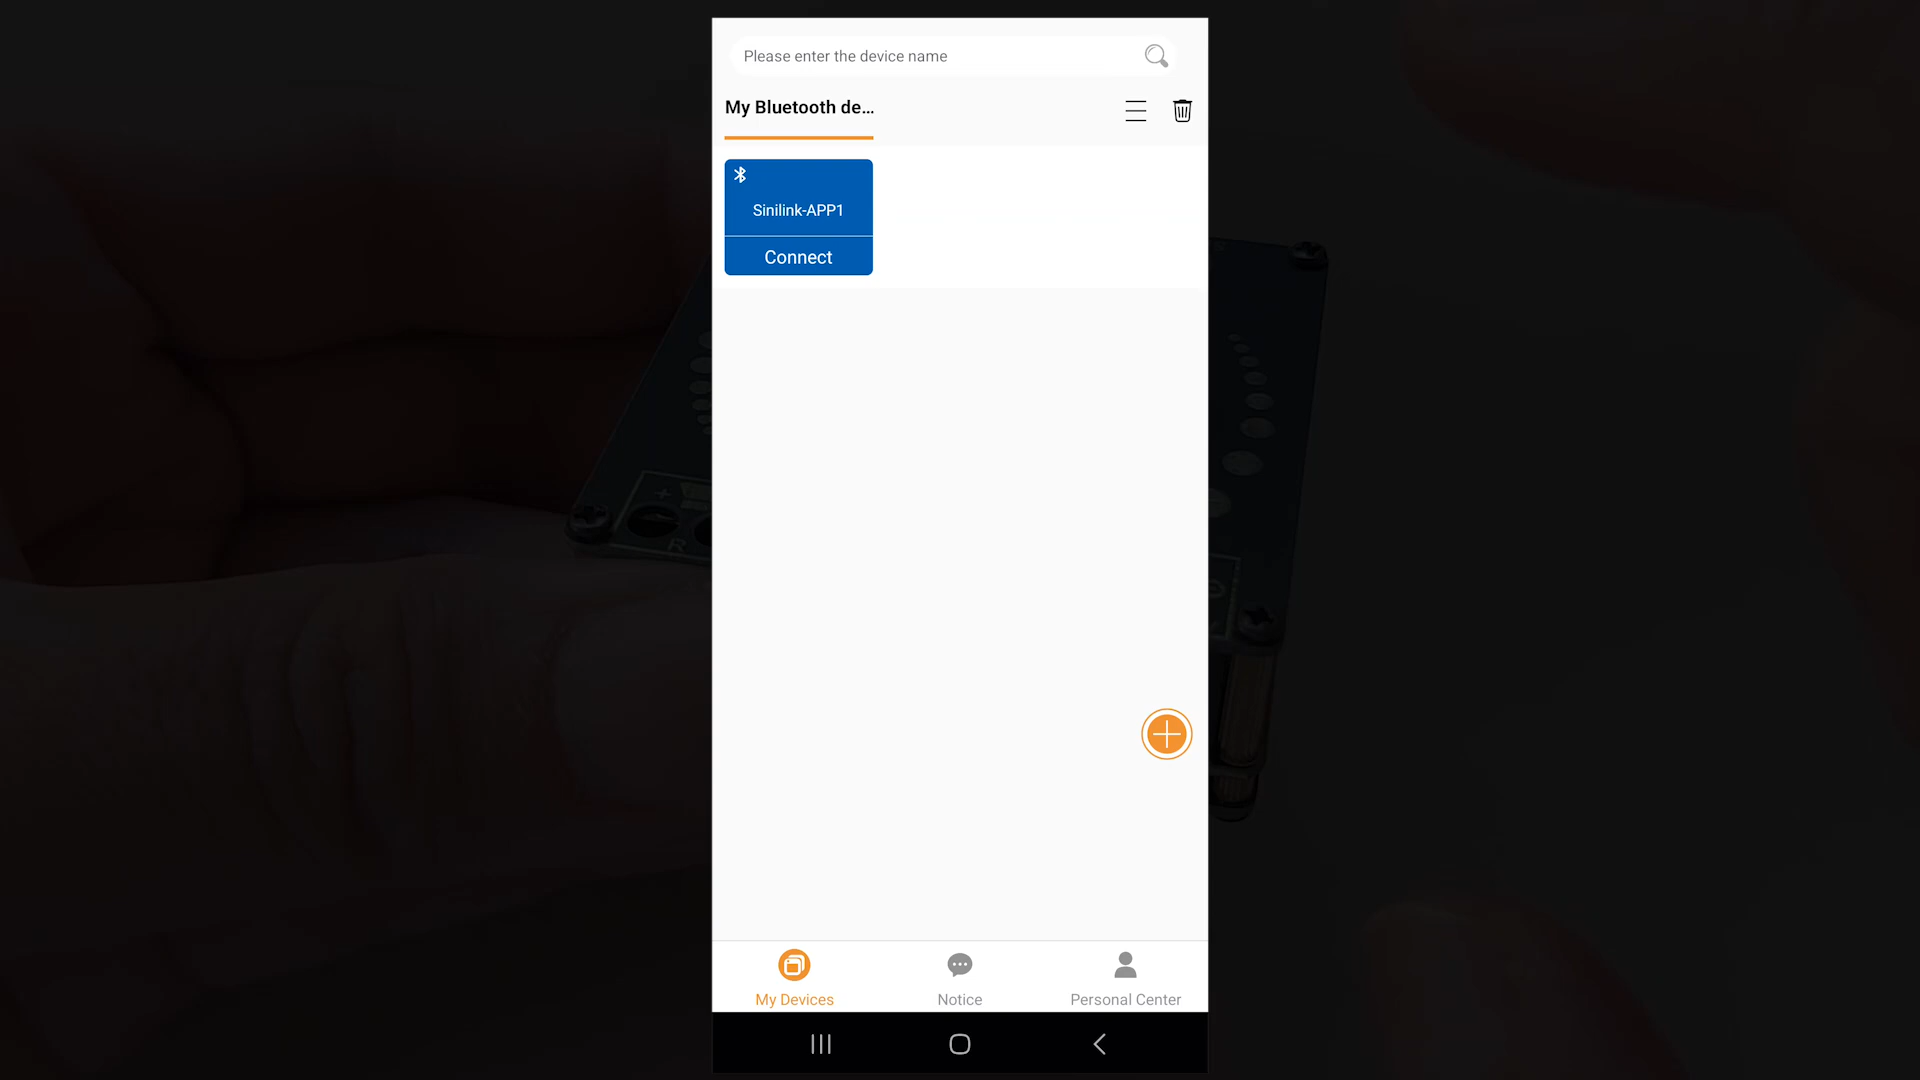 Please enter the device name
My Bluetooth de...
Sinilink-APP1
Connect
My Devices
Notice
Personal Center
+
R